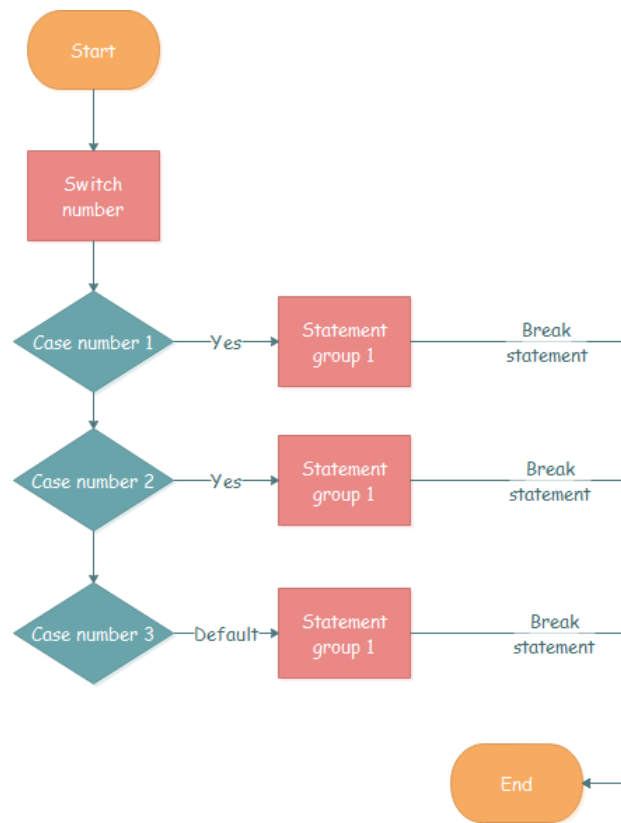 Start
Switch
number
Case number 1
Yes
Statement
group 1
Break
statement
Case number 2
Yes
Statement
group 1
Break
statement
Case number 3
Default
Statement
group 1
Break
statement
End